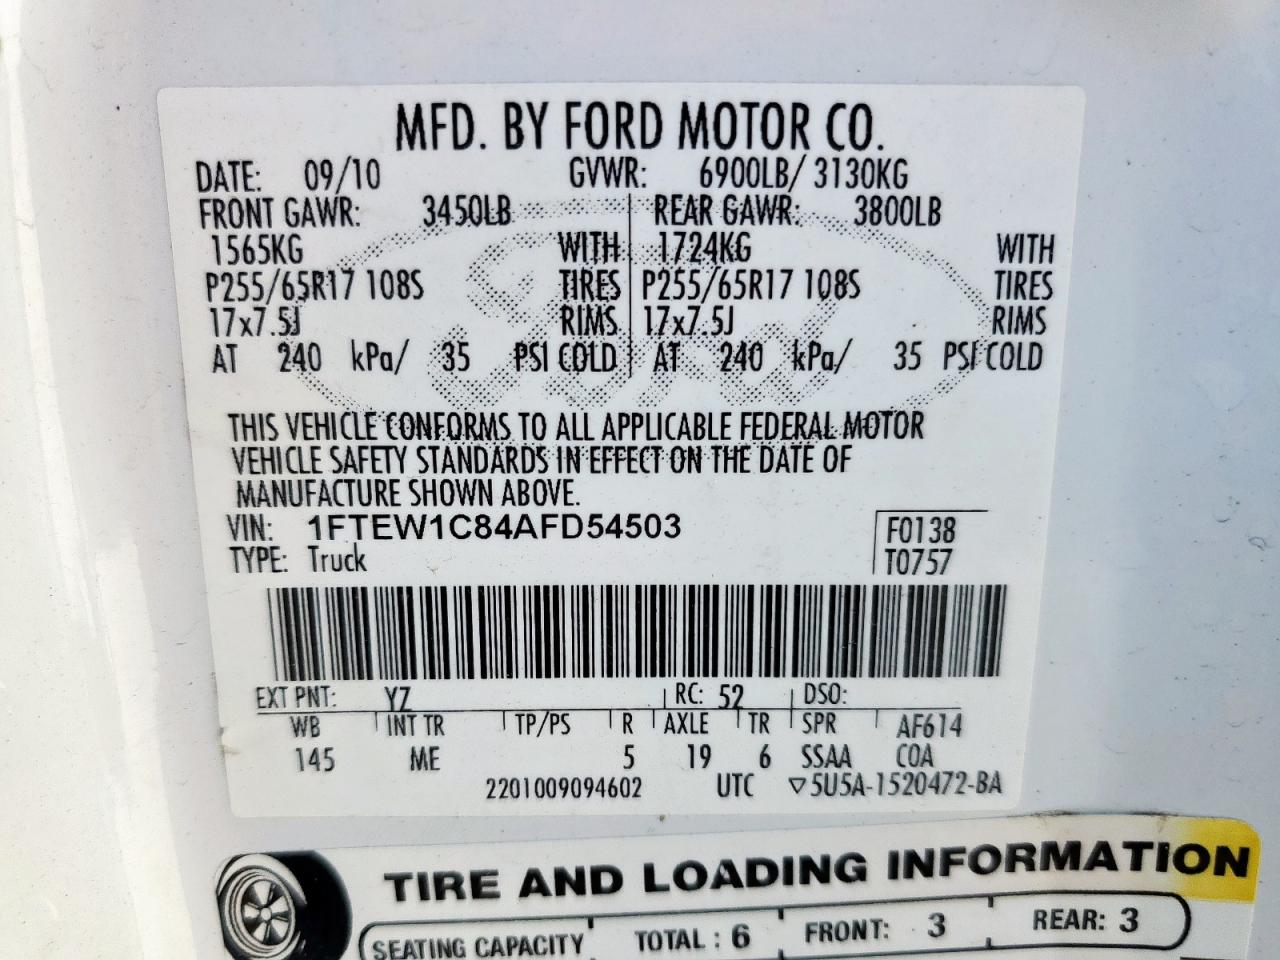 MFD. BY FORD MOTOR CO.
DATE: 09/10 GVWR: 6900LB/ 3130KG
FRONT GAWR: 3450LB REAR GAWR: 3800LB
1565KG WITH 1724KG WITH
P255/65R17 108S TIRES P255/65R17 108S TIRES
17x7.5J RIMS 17x7.5J RIMS
AT 240 kPa/ 35 PSI COLD AT 240 kPa/ 35 PSI COLD
Ford
THIS VEHICLE CONFORMS TO ALL APPLICABLE FEDERAL MOTOR
VEHICLE SAFETY STANDARDS IN EFFECT ON THE DATE OF
MANUFACTURE SHOWN ABOVE.
VIN: 1FTEW1C84AFD54503 F0138
TYPE: Truck T0757
EXT PNT: YZ RC: 52 DSO:
WB INT TR TP/PS R AXLE TR SPR AF614
145 ME 5 19 6 SSAA COA
2201009094602 UTC ▽5U5A-1520472-BA
TIRE AND LOADING INFORMATION
SEATING CAPACITY TOTAL : 6 FRONT: 3 REAR: 3